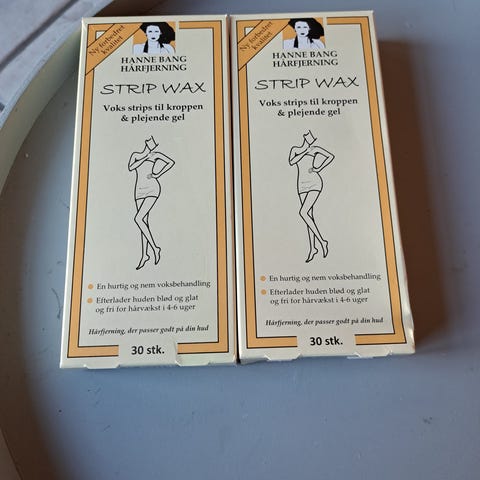 Ny forbedret
kvalitet
HANNE BANG
HÅRFJERNING
STRIP WAX
Voks strips til kroppen
& plejende gel
En hurtig og nem voksbehandling
Efterlader huden blød og glat
og fri for hårvækst i 4-6 uger
Hårfjerning, der passer godt på din hud
30 stk.
Ny forbedret
kvalitet
HANNE BANG
HÅRFJERNING
STRIP WAX
Voks strips til kroppen
& plejende gel
En hurtig og nem voksbehandling
Efterlader huden blød og glat
og fri for hårvækst i 4-6 uger
Hårfjerning, der passer godt på din hud
30 stk.